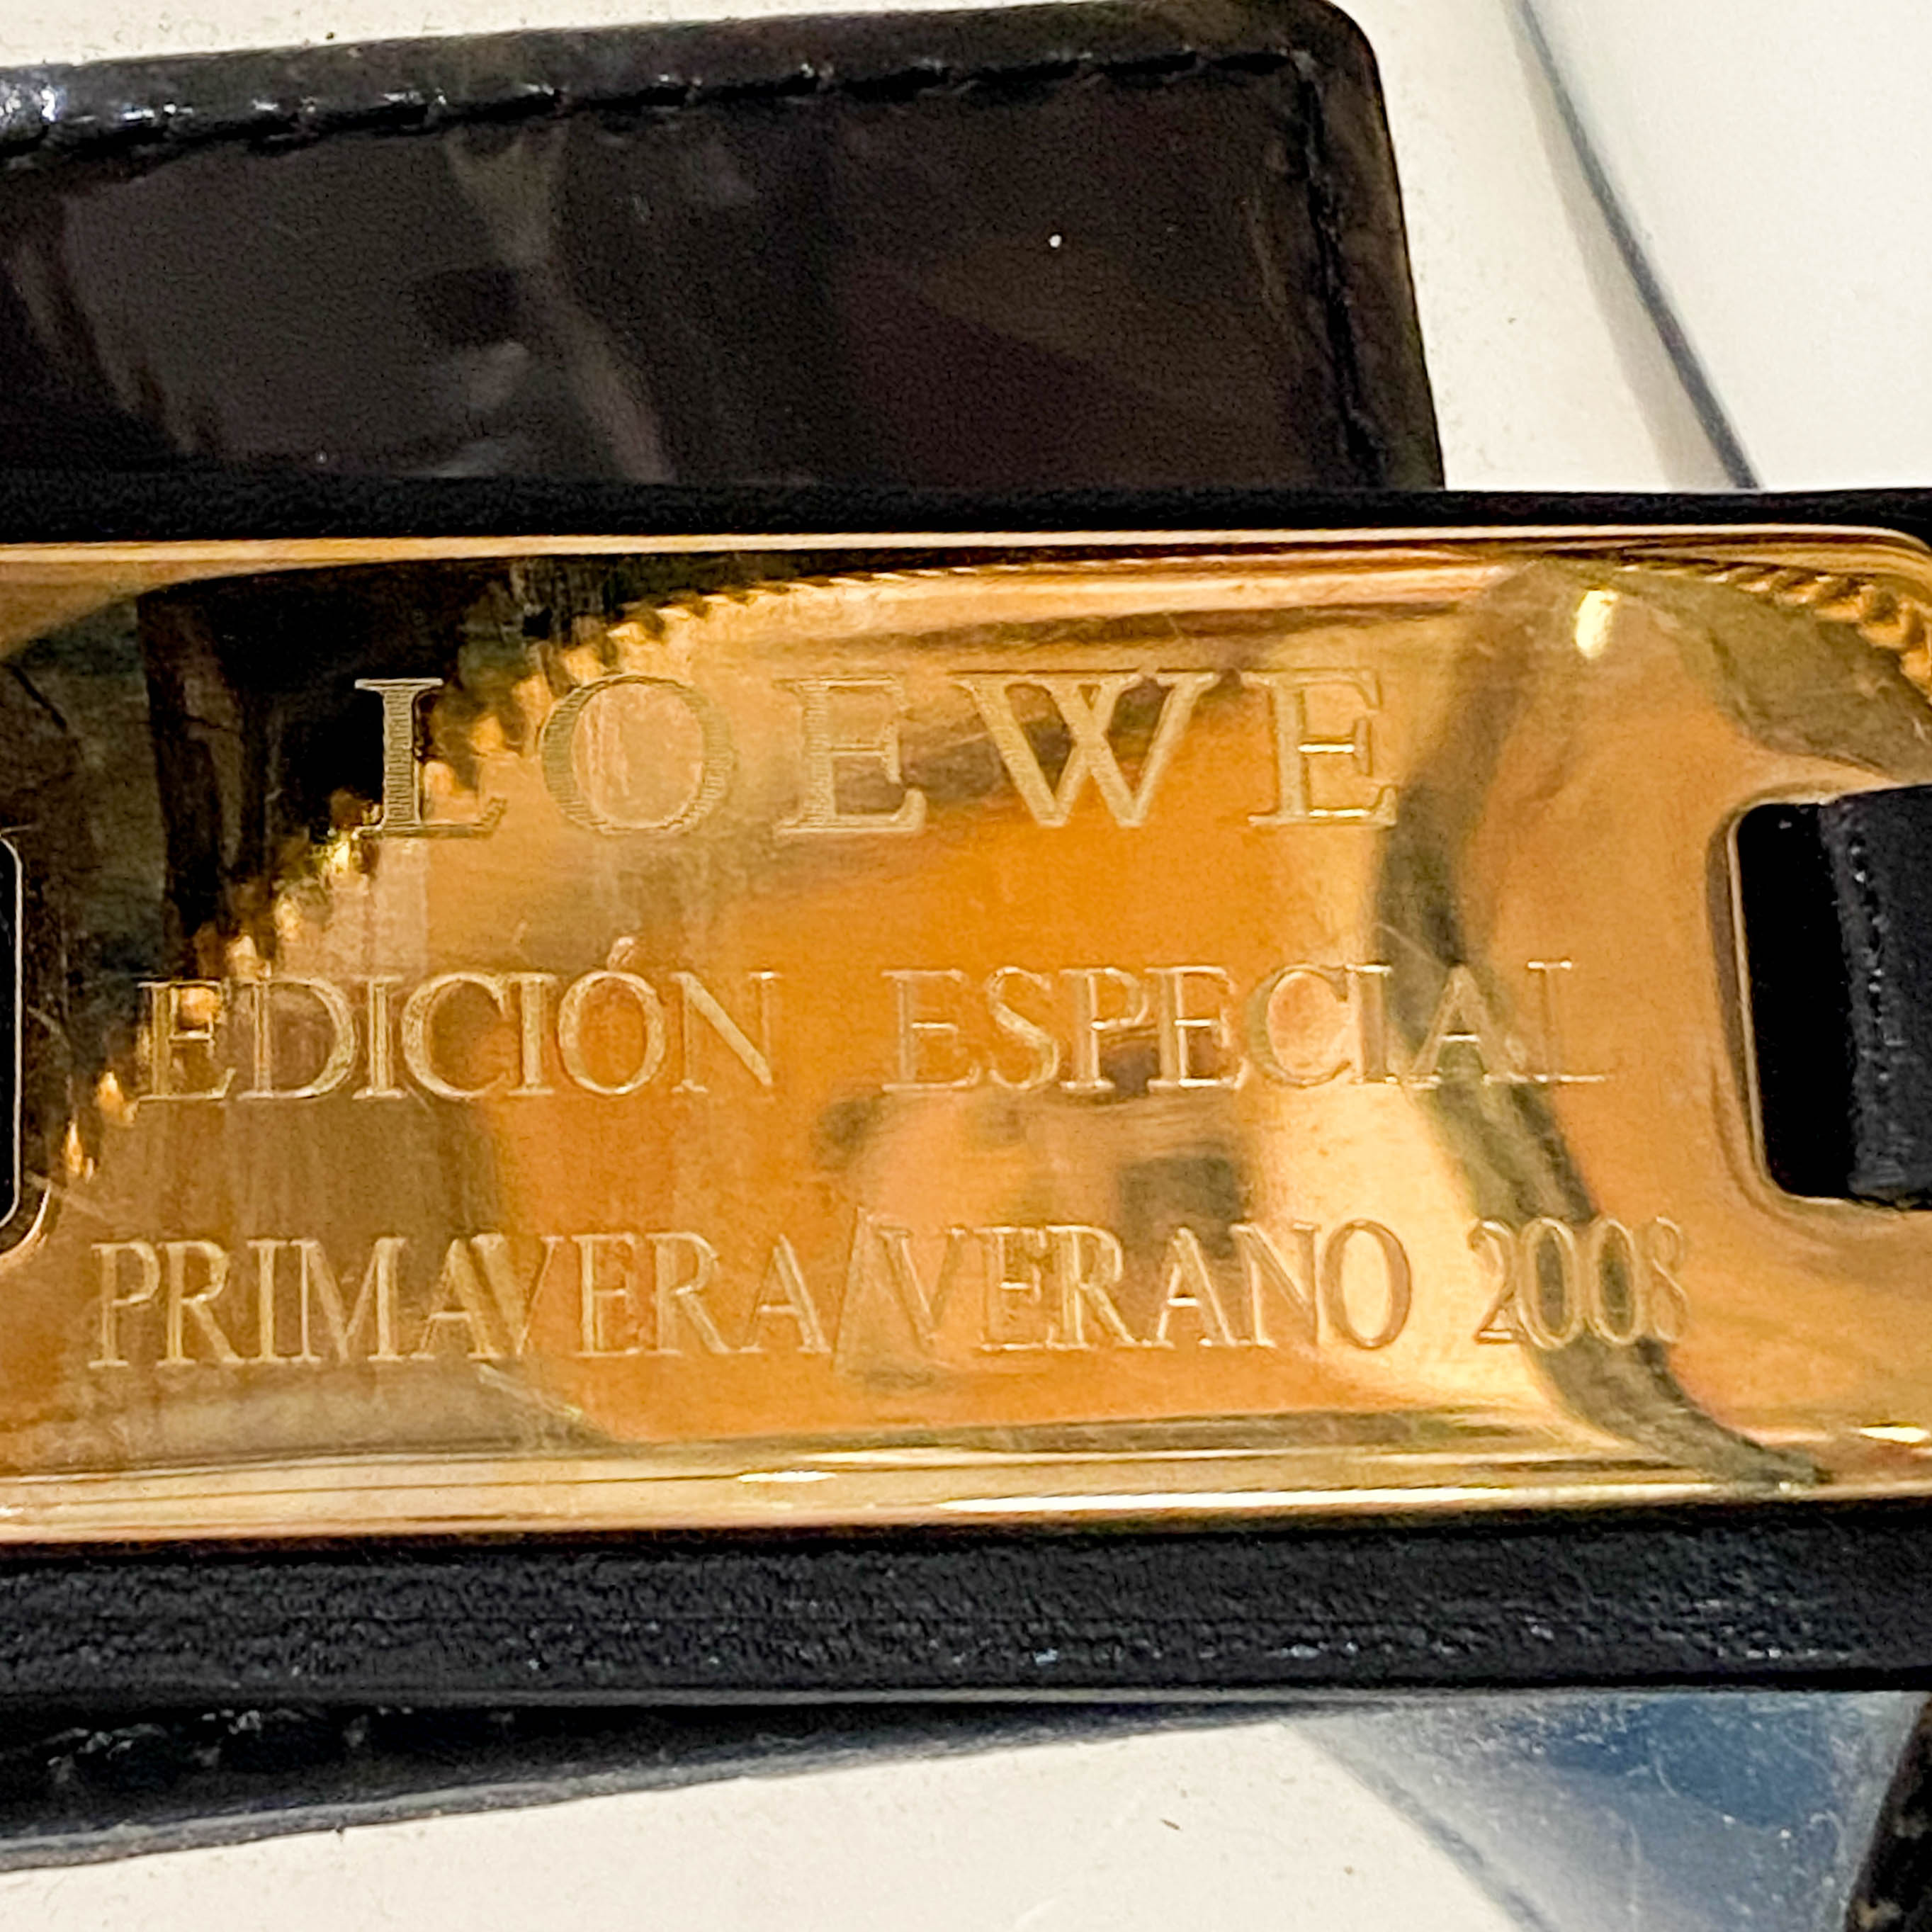 LOEWE
EDICIÓN ESPECIAL
PRIMAVERA/VERANO 2008